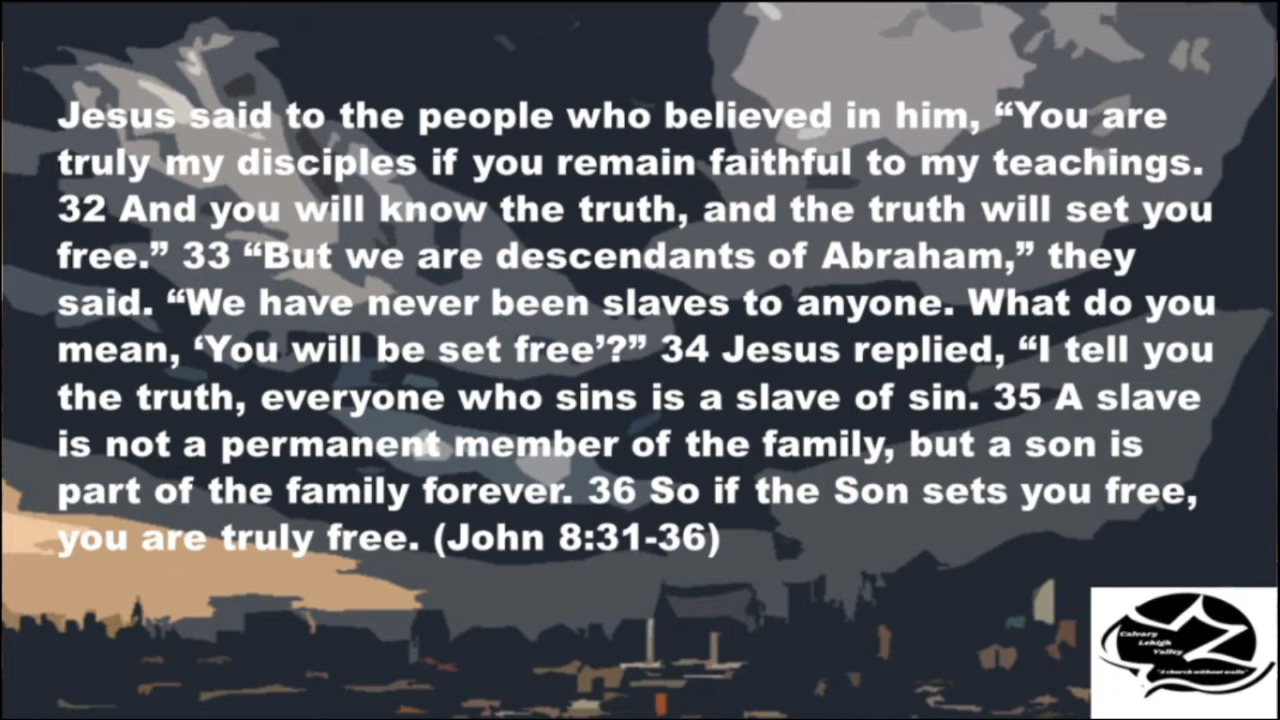 Jesus said to the people who believed in him, “You are
truly my disciples if you remain faithful to my teachings.
32 And you will know the truth, and the truth will set you
free.” 33 “But we are descendants of Abraham,” they
said. “We have never been slaves to anyone. What do you
mean, ‘You will be set free’?” 34 Jesus replied, “I tell you
the truth, everyone who sins is a slave of sin. 35 A slave
is not a permanent member of the family, but a son is
part of the family forever. 36 So if the Son sets you free,
you are truly free. (John 8:31-36)
Calvary
Lehigh
Valley
"A church without walls"